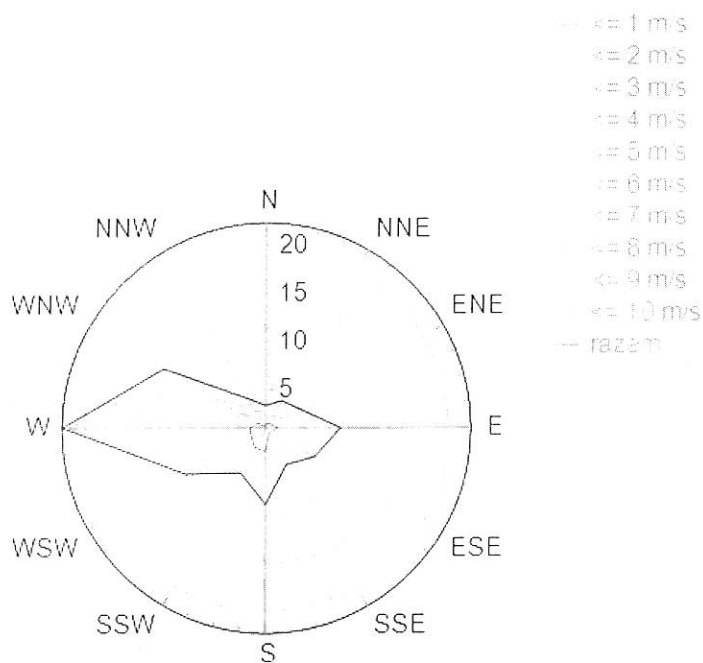 <= 1 m/s
<= 2 m/s
<= 3 m/s
<= 4 m/s
<= 5 m/s
<= 6 m/s
<= 7 m/s
<= 8 m/s
<= 9 m/s
<= 10 m/s
razem
N
NNW
NNE
20
15
WNW
ENE
10
5
W
E
WSW
ESE
SSW
SSE
S